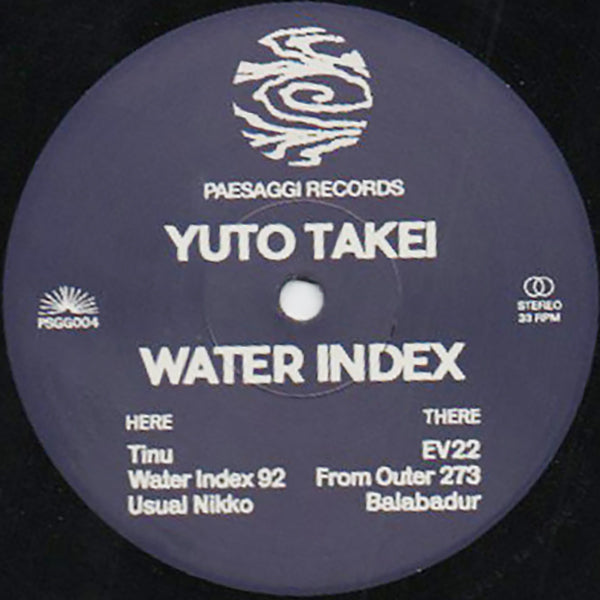 PAESAGGI RECORDS
YUTO TAKEI
PSGG004
STEREO
33 RPM
WATER INDEX
HERE
Tinu
Water Index 92
Usual Nikko
THERE
EV22
From Outer 273
Balabadur